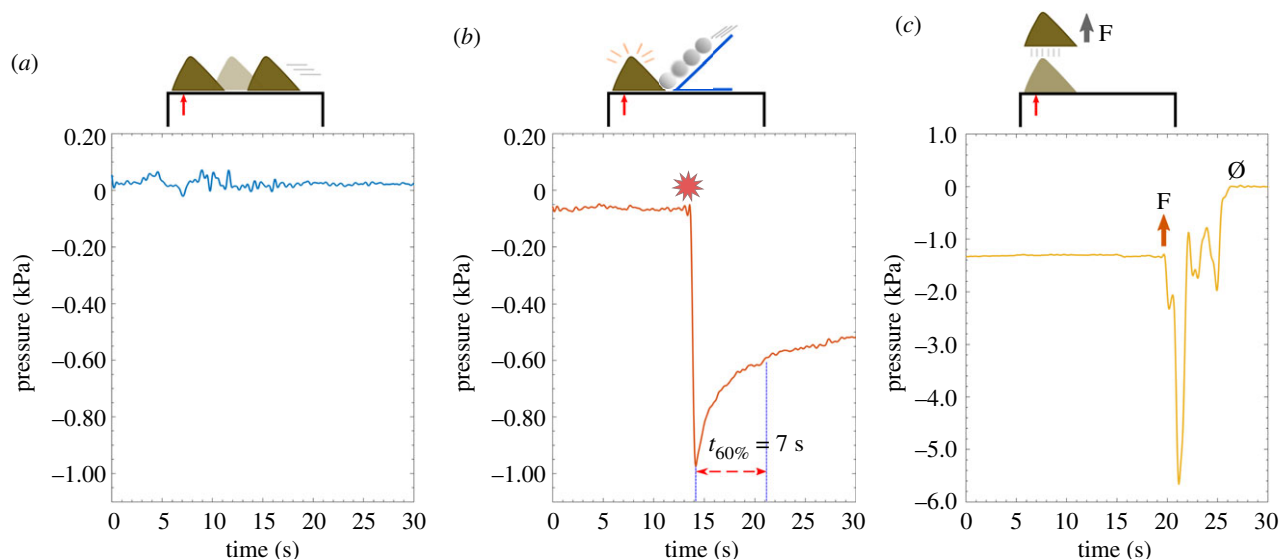 (a)
0.20
0
–0.20
–0.40
–0.60
–0.80
–1.00
pressure (kPa)
0 5 10 15 20 25 30
time (s)
(b)
0.20
0
–0.20
–0.40
–0.60
–0.80
–1.00
pressure (kPa)
t60% = 7 s
0 5 10 15 20 25 30
time (s)
(c)
F
1.0
0
–1.0
–2.0
–3.0
–4.0
–5.0
–6.0
pressure (kPa)
F
Ø
0 5 10 15 20 25 30
time (s)